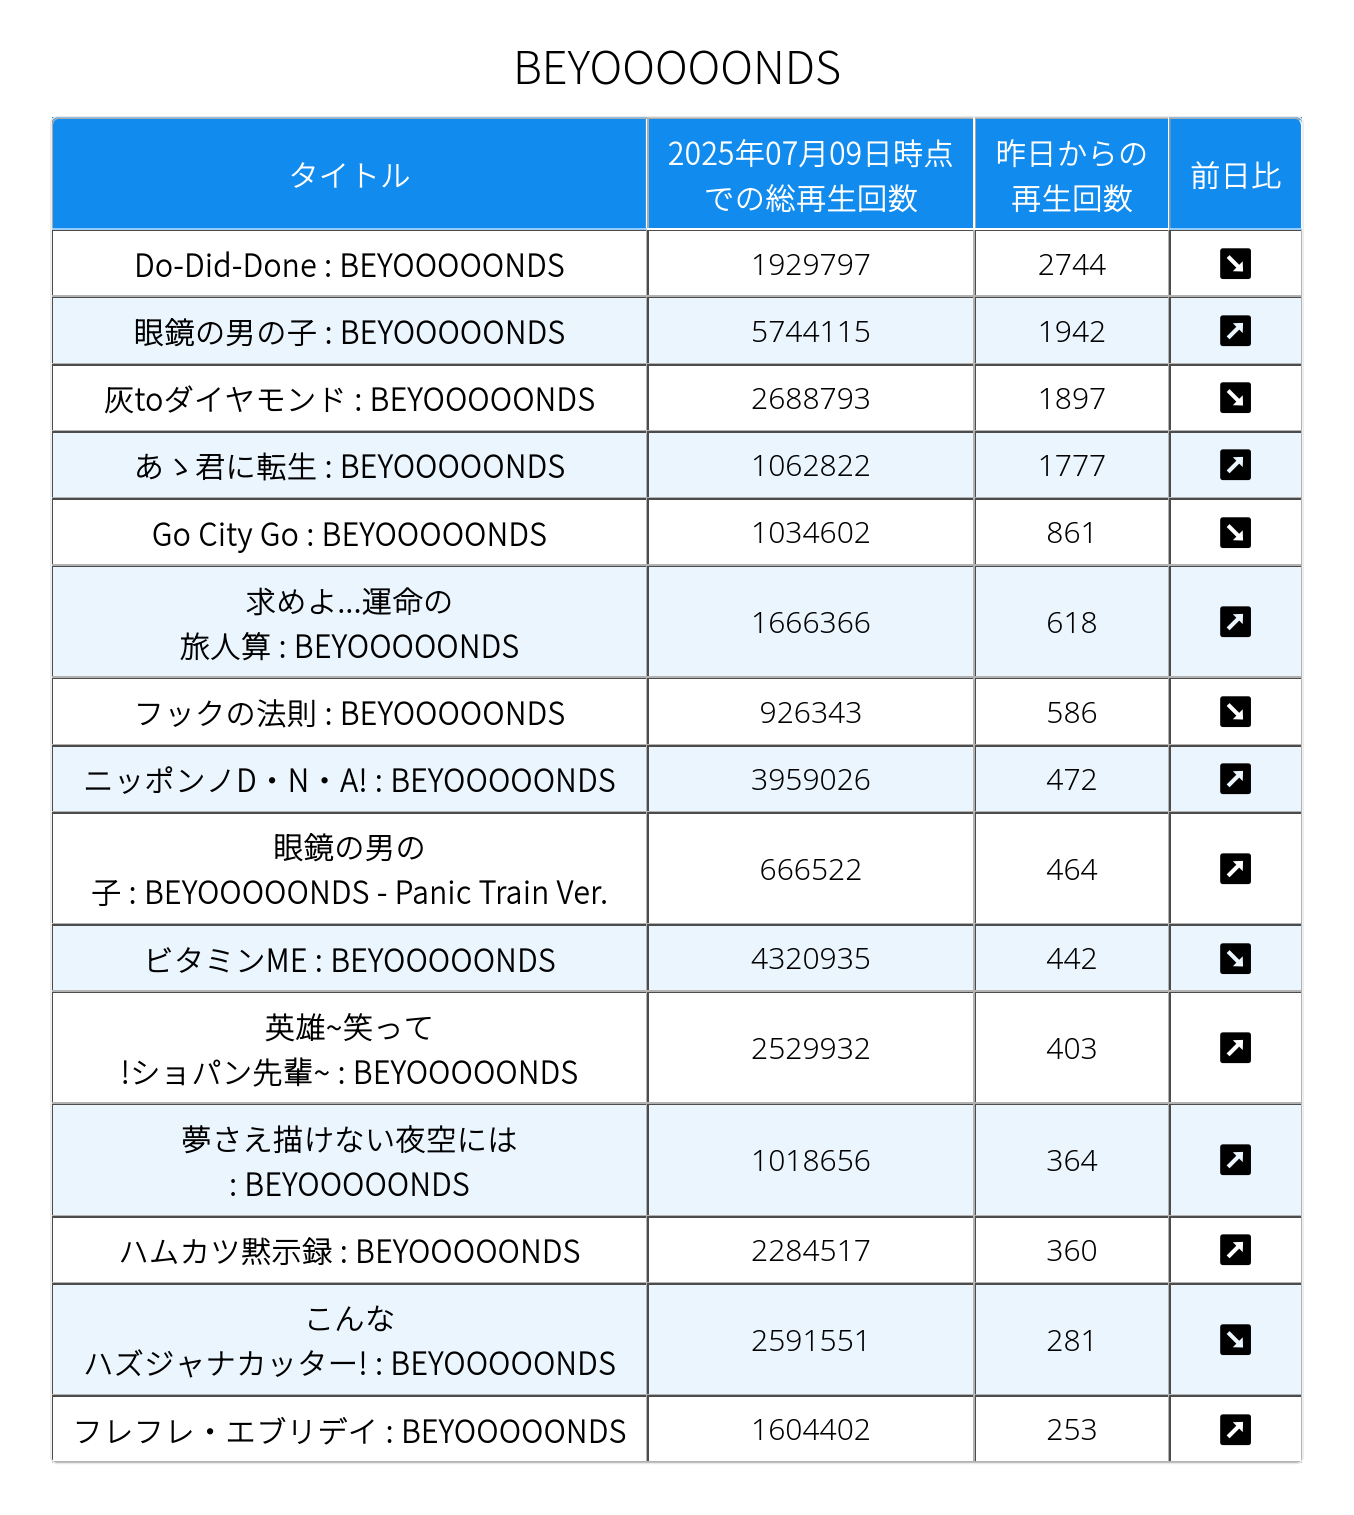 BEYOOOOONDS
タイトル
2025年07月09日時点
での総再生回数
昨日からの
再生回数
前日比
Do-Did-Done : BEYOOOOONDS
1929797
2744
眼鏡の男の子 : BEYOOOOONDS
5744115
1942
灰toダイヤモンド : BEYOOOOONDS
2688793
1897
あゝ君に転生 : BEYOOOOONDS
1062822
1777
Go City Go : BEYOOOOONDS
1034602
861
求めよ...運命の
旅人算 : BEYOOOOONDS
1666366
618
フックの法則 : BEYOOOOONDS
926343
586
ニッポンノD・N・A! : BEYOOOOONDS
3959026
472
眼鏡の男の
子 : BEYOOOOONDS - Panic Train Ver.
666522
464
ビタミンME : BEYOOOOONDS
4320935
442
英雄~笑って
!ショパン先輩~ : BEYOOOOONDS
2529932
403
夢さえ描けない夜空には
: BEYOOOOONDS
1018656
364
ハムカツ黙示録 : BEYOOOOONDS
2284517
360
こんな
ハズジャナカッター! : BEYOOOOONDS
2591551
281
フレフレ・エブリデイ : BEYOOOOONDS
1604402
253